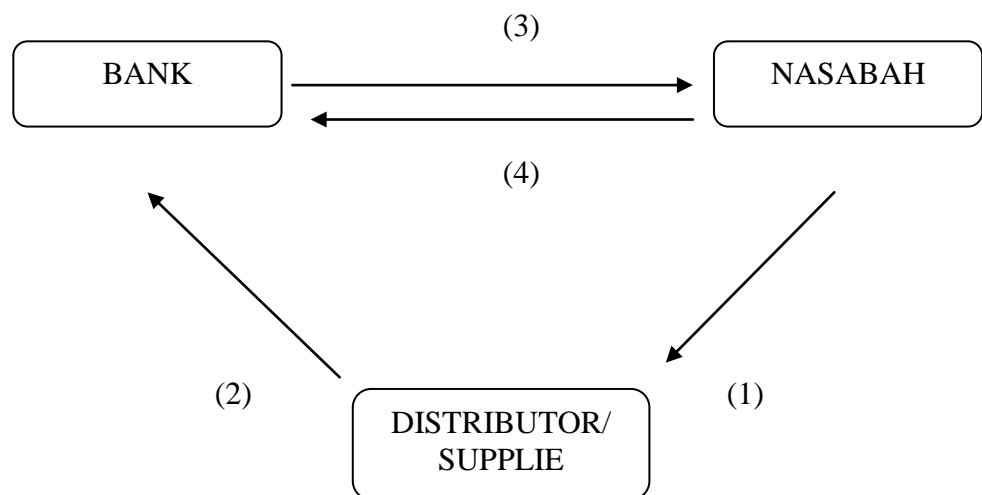 (3)
BANK
NASABAH
(4)
(2)
(1)
DISTRIBUTOR/
SUPPLIE